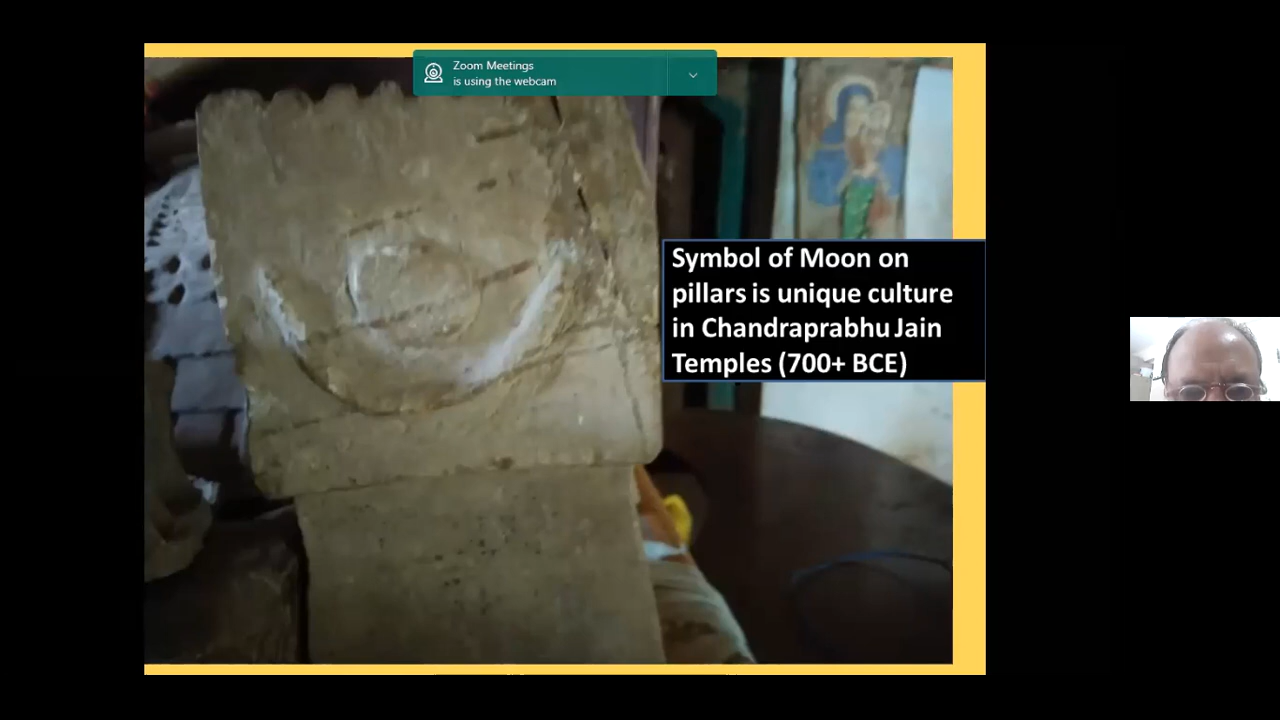 Zoom Meetings
is using the webcam
Symbol of Moon on
pillars is unique culture
in Chandraprabhu Jain
Temples (700+ BCE)